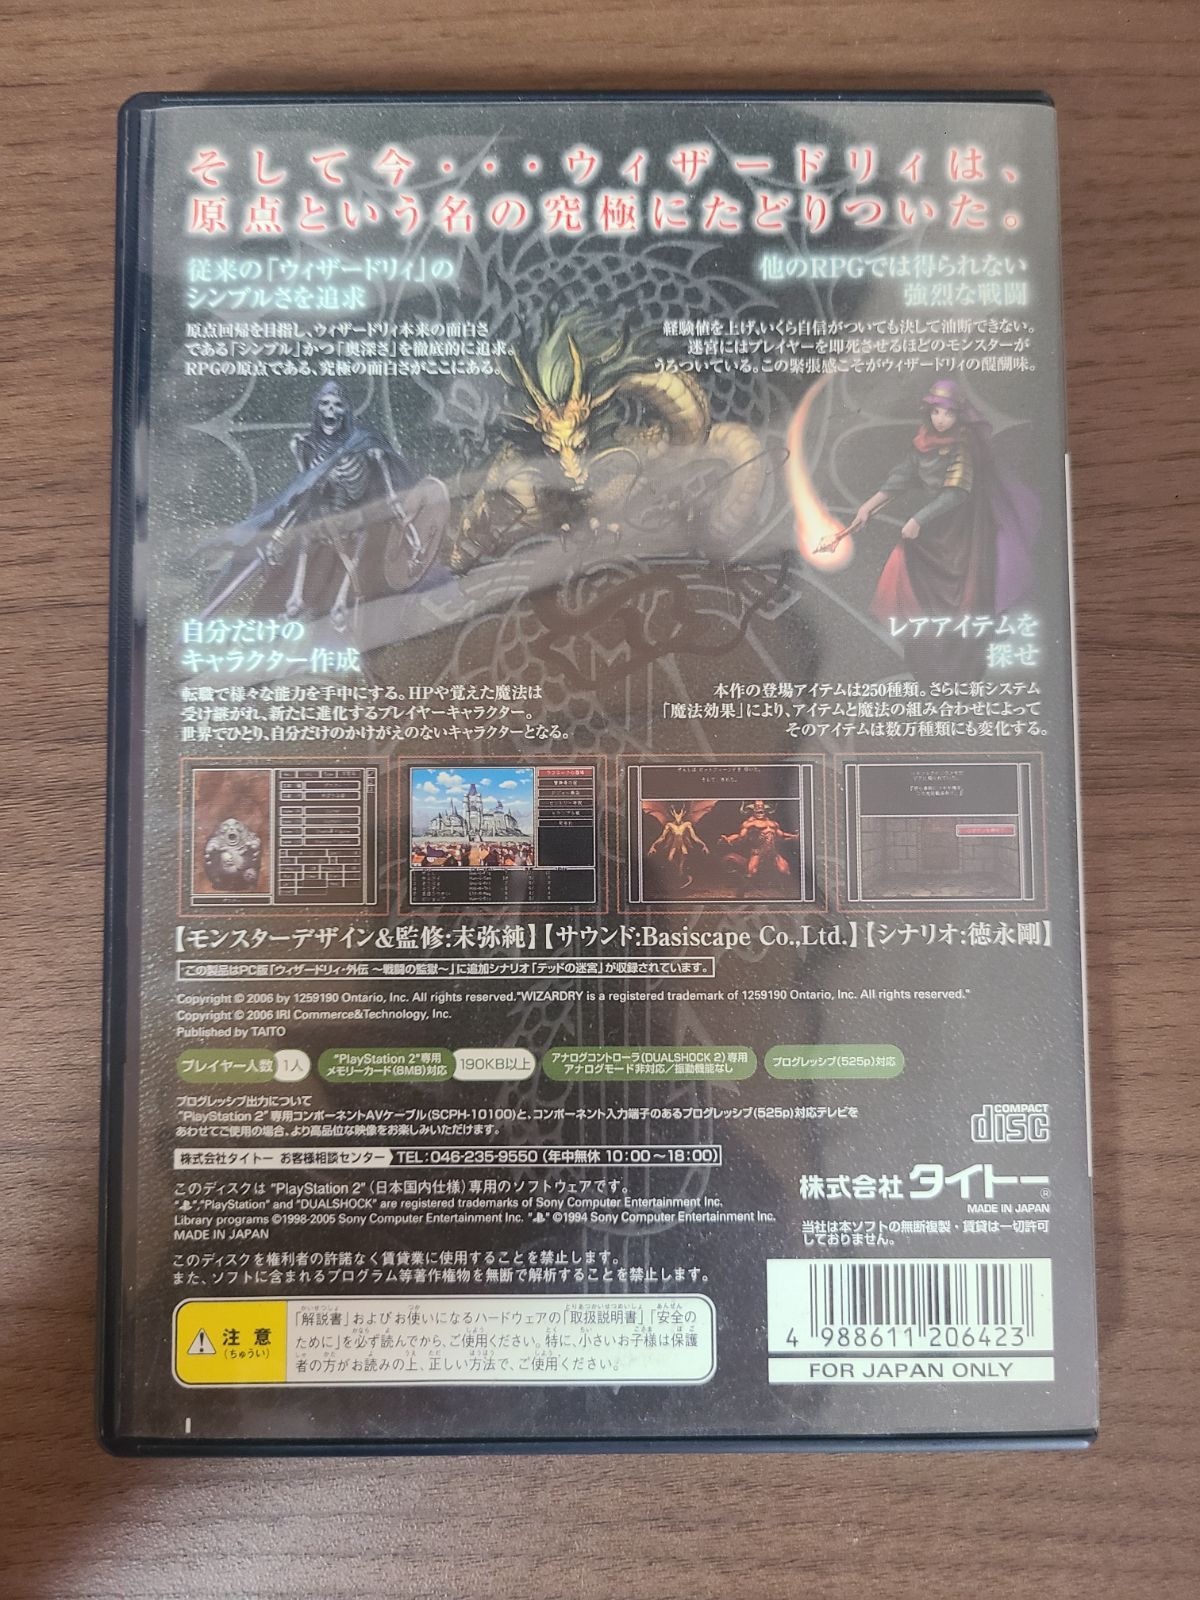 そして今・・・ウィザードリィは、
原点という名の究極にたどりついた。
従来の「ウィザードリィ」の
シンプルさを追求
原点回帰を目指し、ウィザードリィ本来の面白さ
である「シンプル」かつ「奥深さ」を徹底的に追求。
RPGの原点である、究極の面白さがここにある。
他のRPGでは得られない
強烈な戦闘
経験値を上げ、いくら自信がついても決して油断できない。
迷宮にはプレイヤーを即死させるほどのモンスターが
うろついている。この緊張感こそがウィザードリィの醍醐味。
自分だけの
キャラクター作成
転職で様々な能力を手中にする。HPや覚えた魔法は
受け継がれ、新たに進化するプレイヤーキャラクター。
世界でひとり、自分だけのかけがえのないキャラクターとなる。
レアアイテムを
探せ
本作の登場アイテムは250種類。さらに新システム
「魔法効果」により、アイテムと魔法の組み合わせによって
そのアイテムは数万種類にも変化する。
【モンスターデザイン&監修:末弥純】【サウンド:Basiscape Co.,Ltd.】【シナリオ:徳永剛】
この製品はPC版「ウィザードリィ・外伝 ～戦闘の監獄～」に追加シナリオ「テッドの迷宮」が収録されています。
Copyright © 2006 by 1259190 Ontario, Inc. All rights reserved."WIZARDRY is a registered trademark of 1259190 Ontario, Inc. All rights reserved."
Copyright © 2006 IRI Commerce&Technology, Inc.
Published by TAITO
プレイヤー人数 1人
"PlayStation 2"専用
メモリーカード(8MB)対応 190KB以上
アナログコントローラ(DUALSHOCK 2)専用
アナログモード非対応/振動機能なし
プログレッシブ(525p)対応
プログレッシブ出力について
"PlayStation 2"専用コンポーネントAVケーブル(SCPH-10100)と、コンポーネント入力端子のあるプログレッシブ(525p)対応テレビを
あわせてご使用の場合、より高品位な映像をお楽しみいただけます。
COMPACT
disc
株式会社タイトー お客様相談センター TEL:046-235-9550(年中無休 10:00～18:00)
このディスクは "PlayStation 2"(日本国内仕様)専用のソフトウェアです。
" ","PlayStation" and "DUALSHOCK" are registered trademarks of Sony Computer Entertainment Inc.
Library programs ©1998-2005 Sony Computer Entertainment Inc. " " ©1994 Sony Computer Entertainment Inc.
MADE IN JAPAN
株式会社 タイトー®
MADE IN JAPAN
当社は本ソフトの無断複製・賃貸は一切許可
しておりません。
このディスクを権利者の許諾なく賃貸業に使用することを禁止します。
また、ソフトに含まれるプログラム等著作権物を無断で解析することを禁止します。
注意
(ちゅうい)
「解説書」およびお使いになるハードウェアの「取扱説明書」「安全の
ために」を必ず読んでから、ご使用ください。特に、小さいお子様は保護
者の方がお読みの上、正しい方法で、ご使用ください。
4 988611 206423
FOR JAPAN ONLY